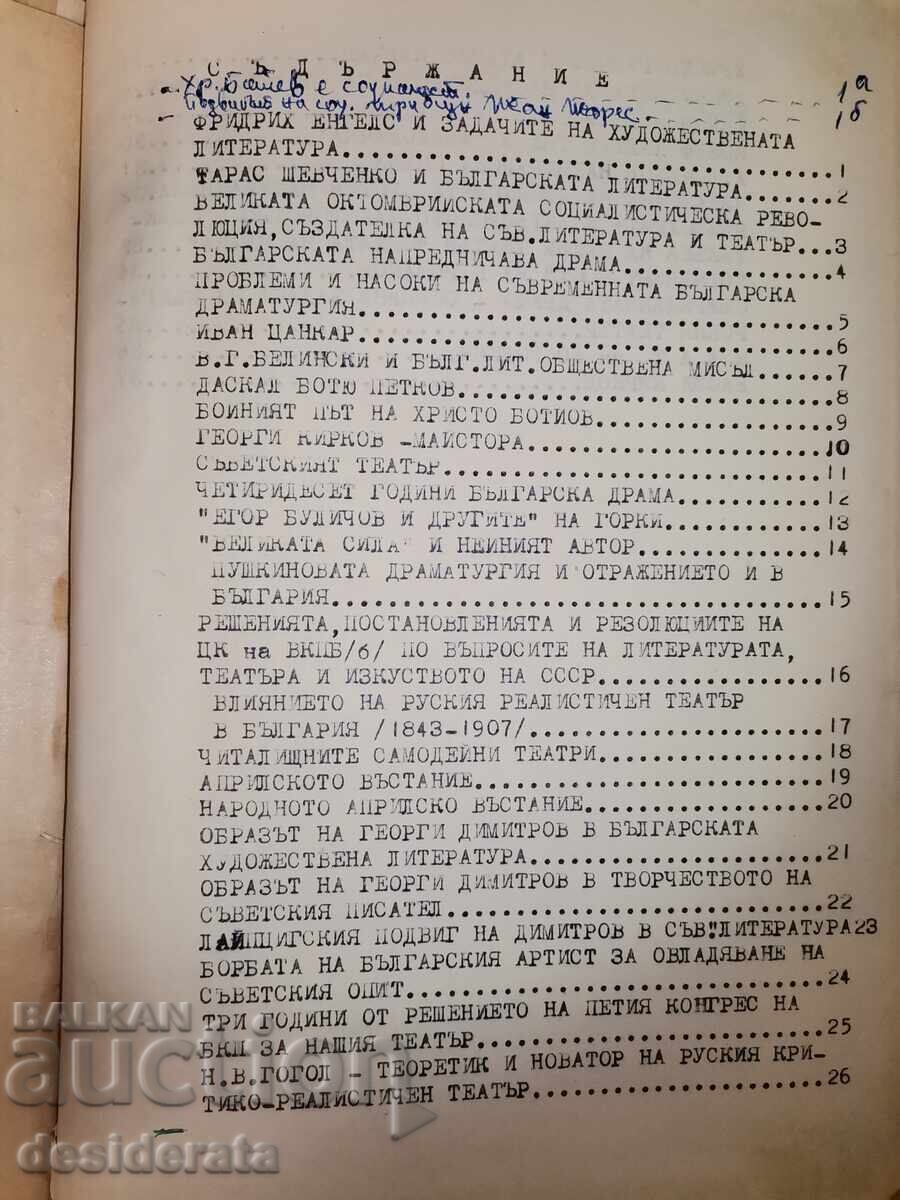 СЪДЪРЖАНИЕ
Хр. Ботев е социалист. 1а
на соц. трибун Жан Жорес. 1б
ФРИДРИХ ЕНГЕЛС И ЗАДАЧИТЕ НА ХУДОЖЕСТВЕНАТА
ЛИТЕРАТУРА..............................1
ТАРАС ШЕВЧЕНКО И БЪЛГАРСКАТА ЛИТЕРАТУРА.......2
ВЕЛИКАТА ОКТОМВРИЙСКАТА СОЦИАЛИСТИЧЕСКА РЕВО-
ЛЮЦИЯ,СЪЗДАТЕЛКА НА СЪВ.ЛИТЕРАТУРА И ТЕАТЪР...3
БЪЛГАРСКАТА НАПРЕДНИЧАВА ДРАМА..............4
ПРОБЛЕМИ И НАСОКИ НА СЪВРЕМЕННАТА БЪЛГАРСКА
ДРАМАТУРГИЯ..............................5
ИВАН ЦАНКАР..............................6
В.Г.БЕЛИНСКИ И БЪЛГ.ЛИТ.ОБЩЕСТВЕНА МИСЪЛ......7
ДАСКАЛ БОТЮ ПЕТКОВ.......................8
БОЙНИЯТ ПЪТ НА ХРИСТО БОТЙОВ..............9
ГЕОРГИ КИРКОВ -МАЙСТОРА...................10
СЪВЕТСКИЯТ ТЕАТЪР........................11
ЧЕТИРИДЕСЕТ ГОДИНИ БЪЛГАРСКА ДРАМА.........12
"ЕГОР БУЛИЧОВ И ДРУГИТЕ" НА ГОРКИ..........13
"ВЕЛИКАТА СИЛА" И НЕЙНИЯТ АВТОР...........14
ПУШКИНОВАТА ДРАМАТУРГИЯ И ОТРАЖЕНИЕТО Й В
БЪЛГАРИЯ..............................15
РЕШЕНИЯТА,ПОСТАНОВЛЕНИЯТА И РЕЗОЛЮЦИИТЕ НА
ЦК на ВКПБ/б/ ПО ВЪПРОСИТЕ НА ЛИТЕРАТУРАТА,
ТЕАТЪРА И ИЗКУСТВОТО НА СССР..............16
ВЛИЯНИЕТО НА РУСКИЯ РЕАЛИСТИЧЕН ТЕАТЪР
В БЪЛГАРИЯ /1843-1907/..................17
ЧИТАЛИЩНИТЕ САМОДЕЙНИ ТЕАТРИ..............18
АПРИЛСКОТО ВЪСТАНИЕ......................19
НАРОДНОТО АПРИЛСКО ВЪСТАНИЕ...............20
ОБРАЗЪТ НА ГЕОРГИ ДИМИТРОВ В БЪЛГАРСКАТА
ХУДОЖЕСТВЕНА ЛИТЕРАТУРА...................21
ОБРАЗЪТ НА ГЕОРГИ ДИМИТРОВ В ТВОРЧЕСТВОТО НА
СЪВЕТСКИЯ ПИСАТЕЛ........................22
ЛАЙПЦИГСКИЯ ПОДВИГ НА ДИМИТРОВ В СЪВ.ЛИТЕРАТУРА23
БОРБАТА НА БЪЛГАРСКИЯ АРТИСТ ЗА ОВЛАДЯВАНЕ НА
СЪВЕТСКИЯ ОПИТ..........................24
ТРИ ГОДИНИ ОТ РЕШЕНИЕТО НА ПЕТИЯ КОНГРЕС НА
БКП ЗА НАШИЯ ТЕАТЪР......................25
Н.В.ГОГОЛ - ТЕОРЕТИК И НОВАТОР НА РУСКИЯ КРИ-
ТИКО-РЕАЛИСТИЧЕН ТЕАТЪР...................26
BALKAN
auction
desiderata